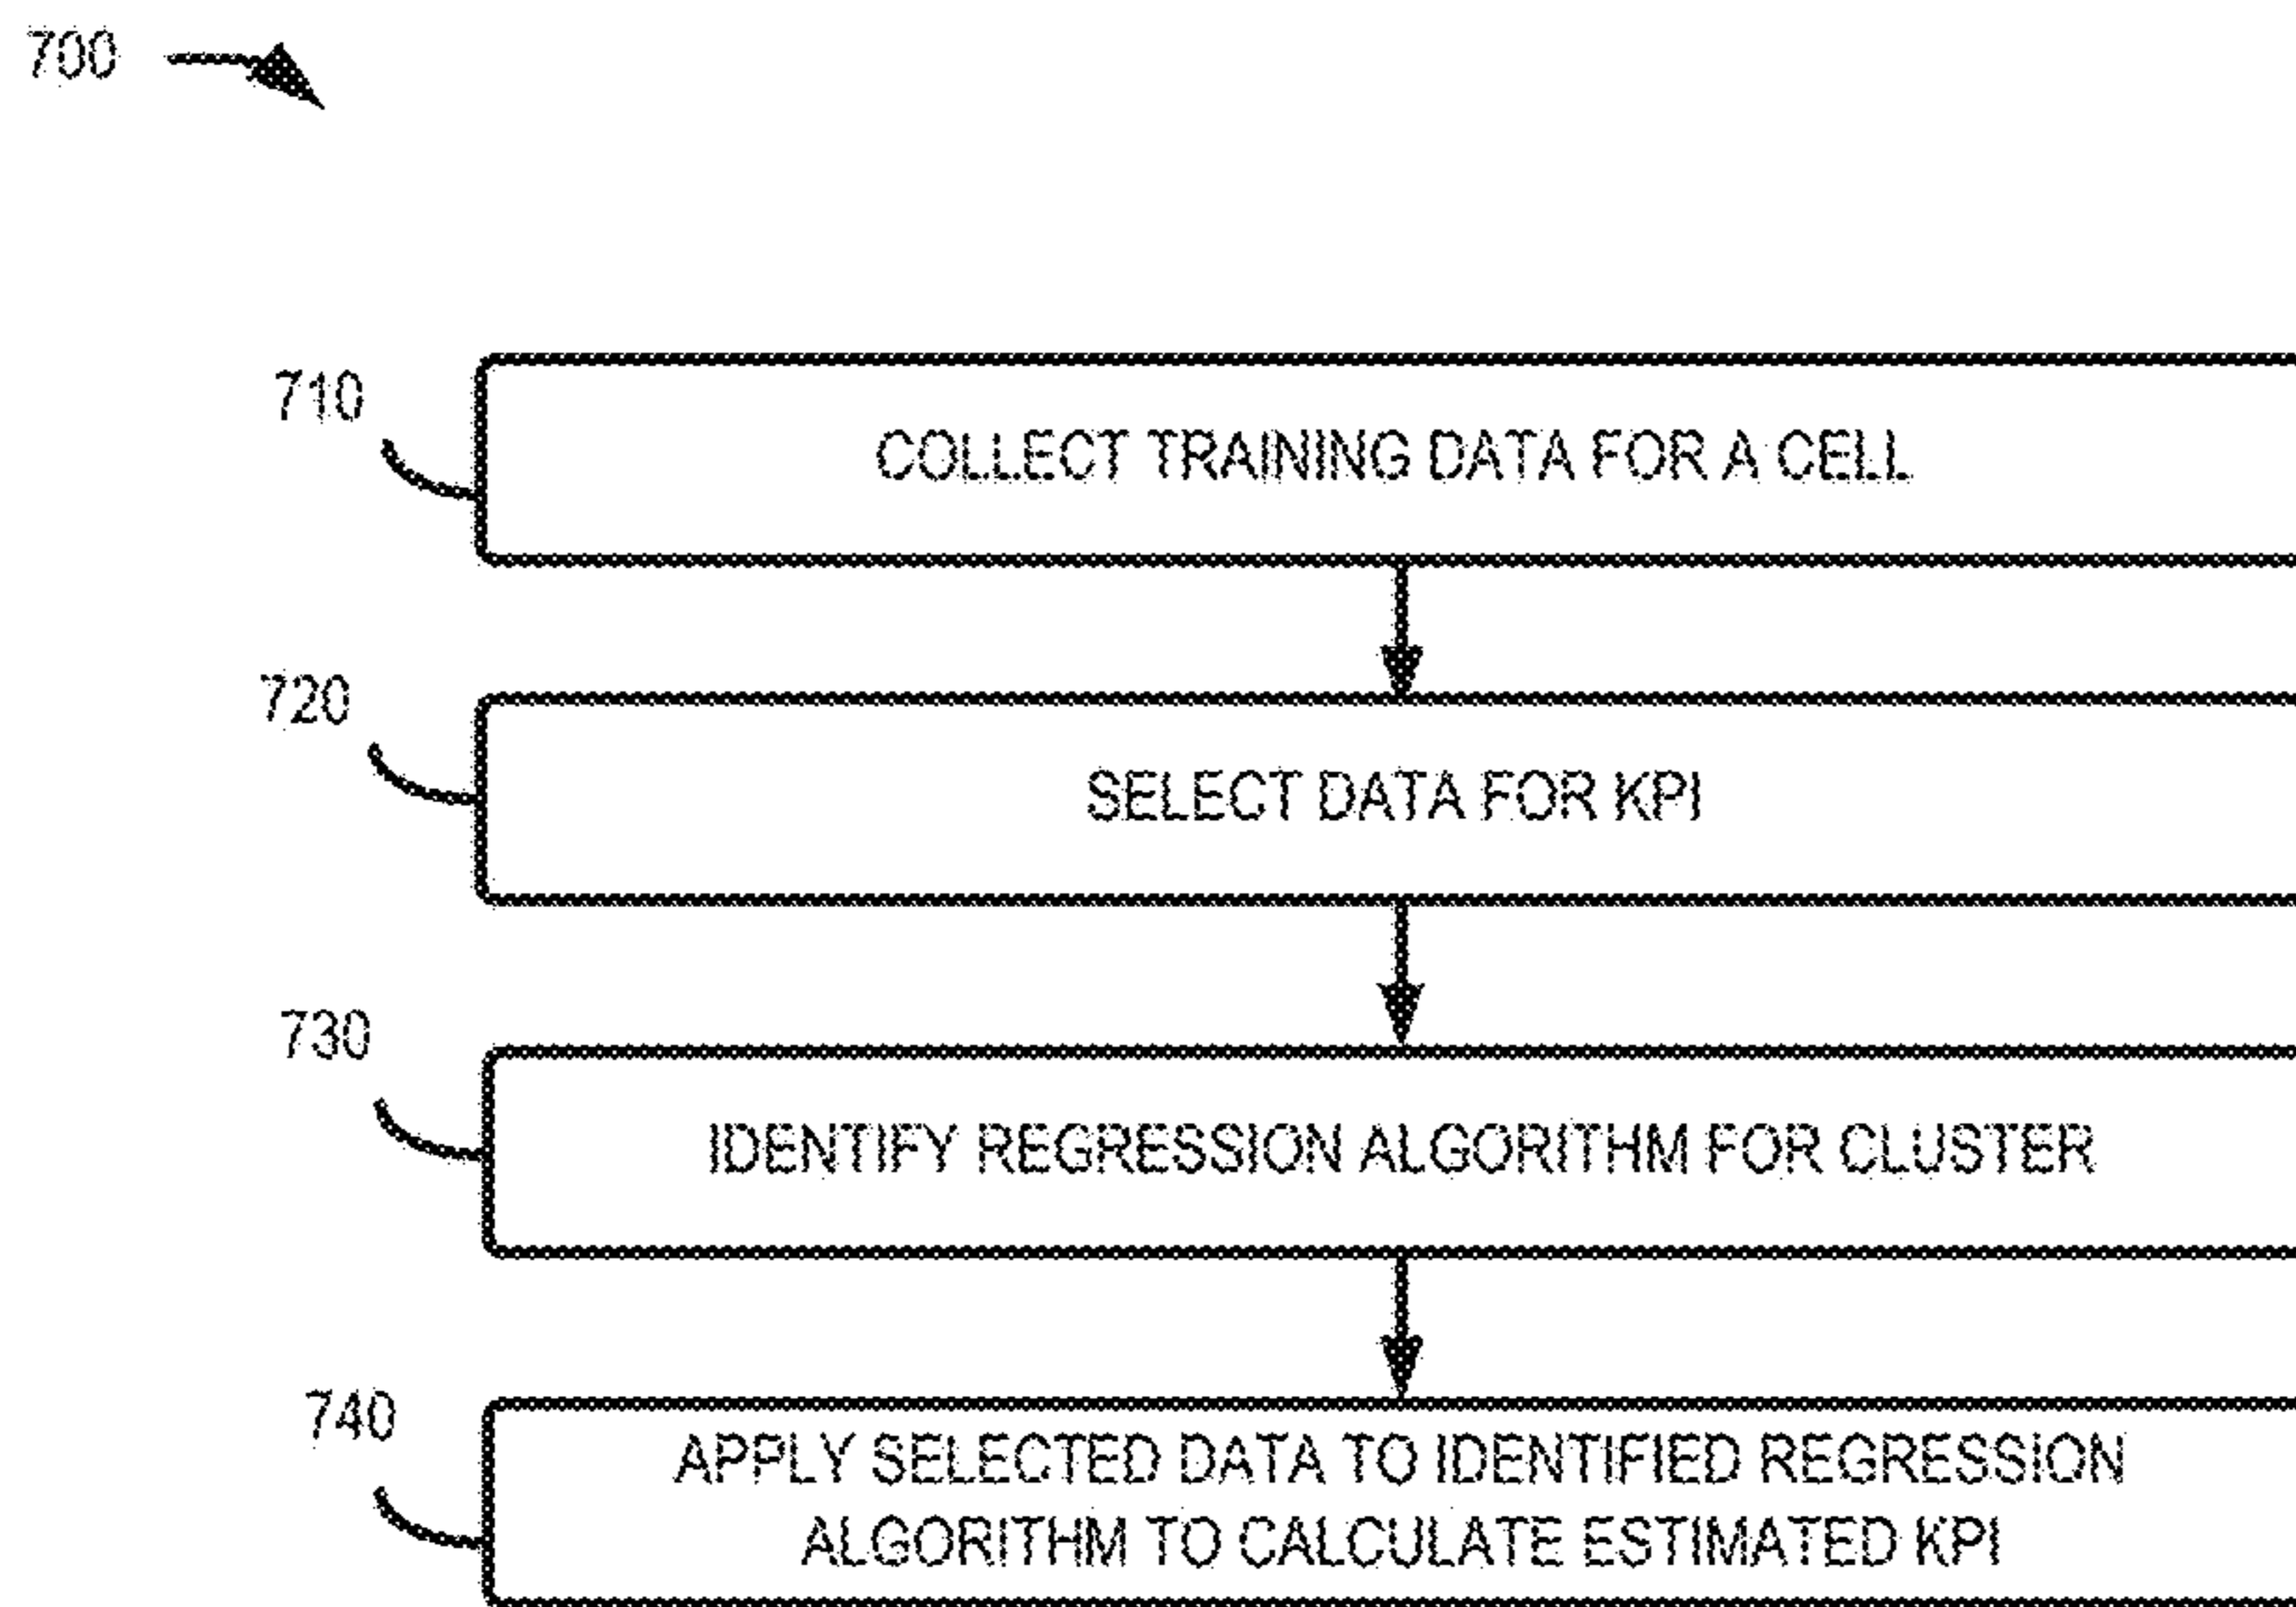 700
710
COLLECT TRAINING DATA FOR A CELL
720
SELECT DATA FOR KPI
730
IDENTIFY REGRESSION ALGORITHM FOR CLUSTER
740
APPLY SELECTED DATA TO IDENTIFIED REGRESSION
ALGORITHM TO CALCULATE ESTIMATED KPI